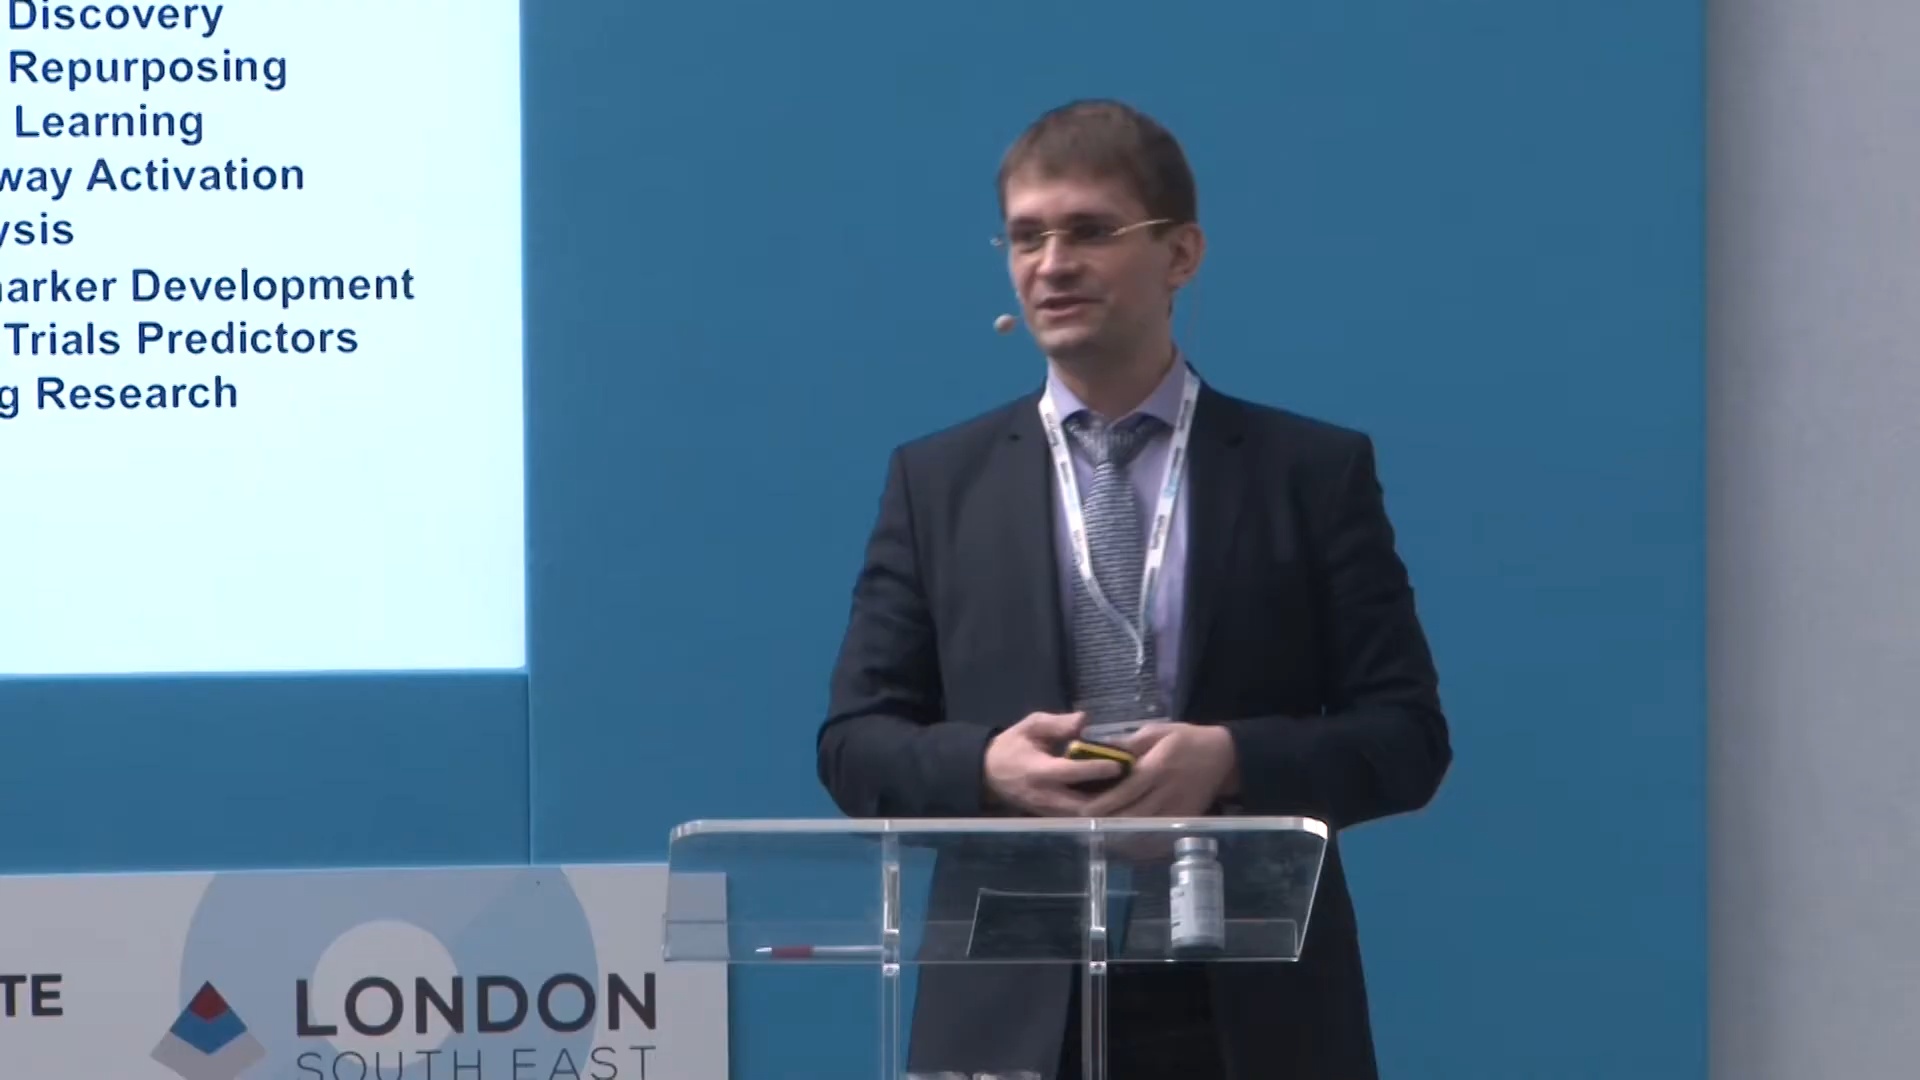 Discovery
Repurposing
Learning
way Activation
ysis
arker Development
Trials Predictors
g Research
TE
LONDON
SOUTH EAST